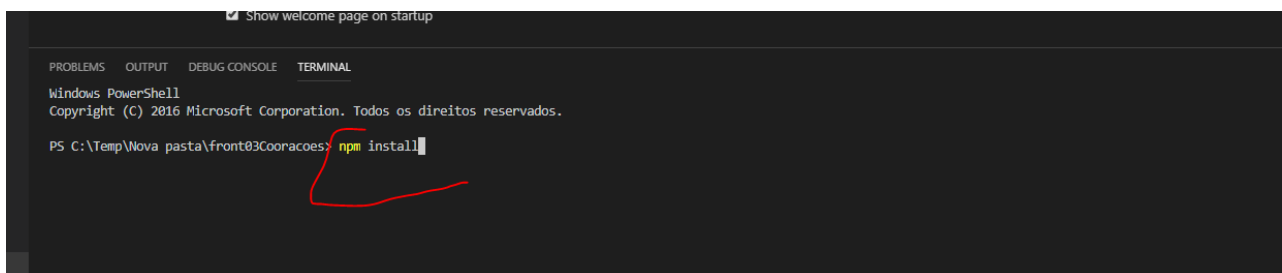 Show welcome page on startup
PROBLEMS OUTPUT DEBUG CONSOLE TERMINAL
Windows PowerShell
Copyright (C) 2016 Microsoft Corporation. Todos os direitos reservados.
PS C:\Temp\Nova pasta\front03Cooracoes> npm install